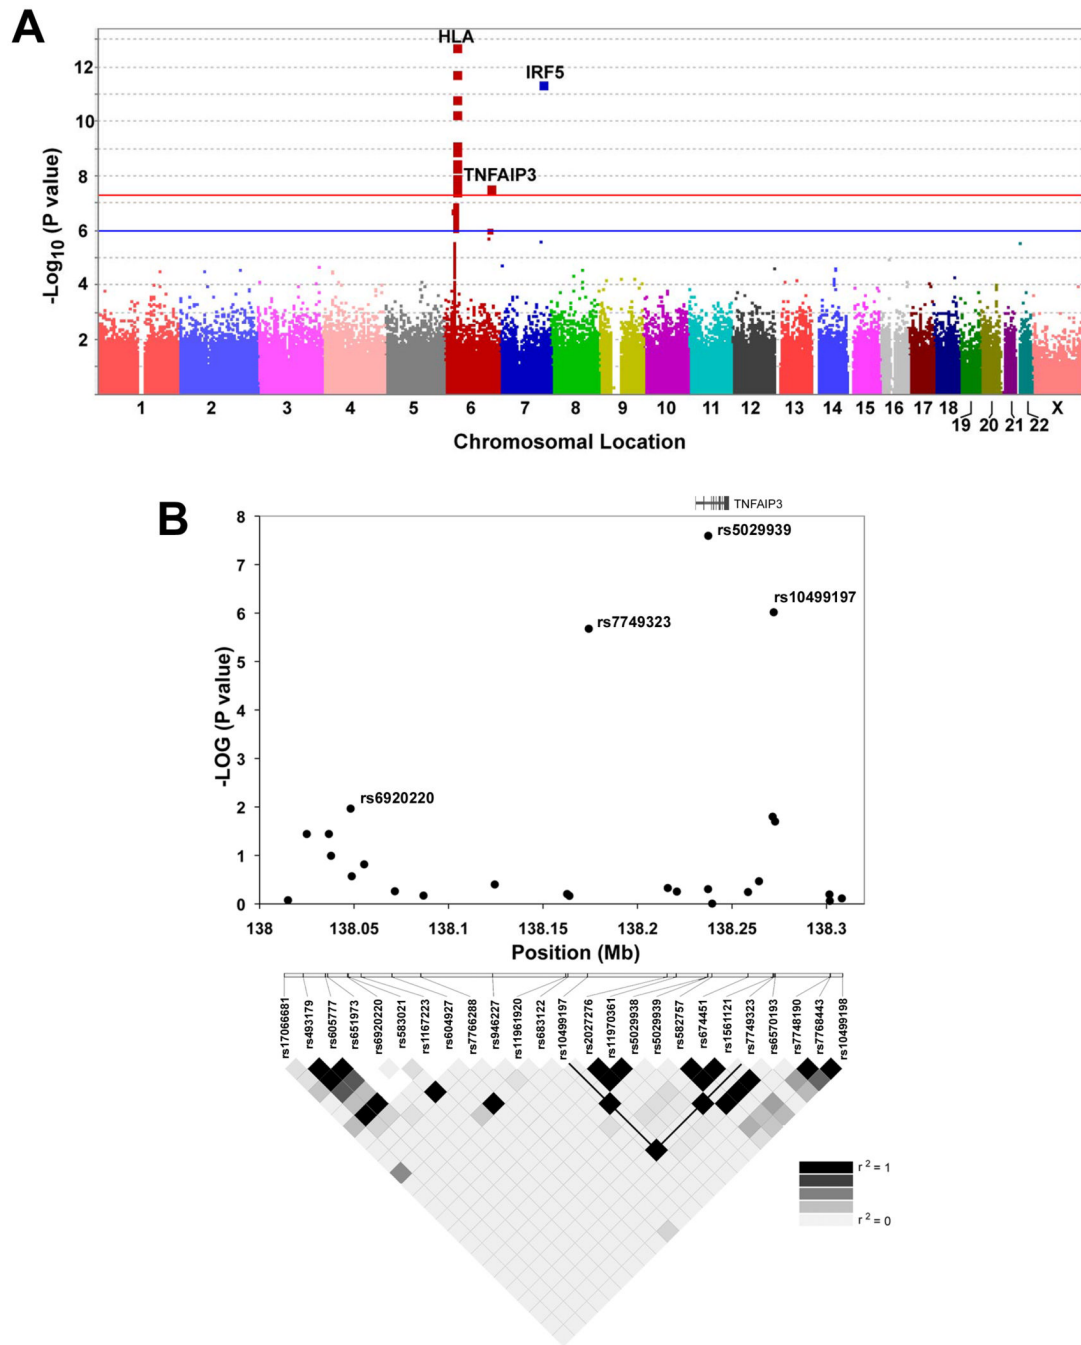 A
HLA
IRF5
TNFAIP3
12
10
8
6
4
2
-Log10 (P value)
1 2 3 4 5 6 7 8 9 10 11 12 13 14 15 16 17 18 19 20 21 22 X
Chromosomal Location
B
TNFAIP3
8
7
6
5
4
3
2
1
0
-LOG (P value)
rs5029939
rs10499197
rs7749323
rs6920220
138 138.05 138.1 138.15 138.2 138.25 138.3
Position (Mb)
rs17066681
rs493179
rs605777
rs651973
rs6920220
rs583021
rs1167223
rs604927
rs7766288
rs946227
rs11961920
rs683122
rs10499197
rs2027276
rs11970361
rs5029938
rs5029939
rs582757
rs674451
rs1561121
rs7749323
rs6570193
rs7748190
rs7768443
rs10499198
r2 = 1
r2 = 0